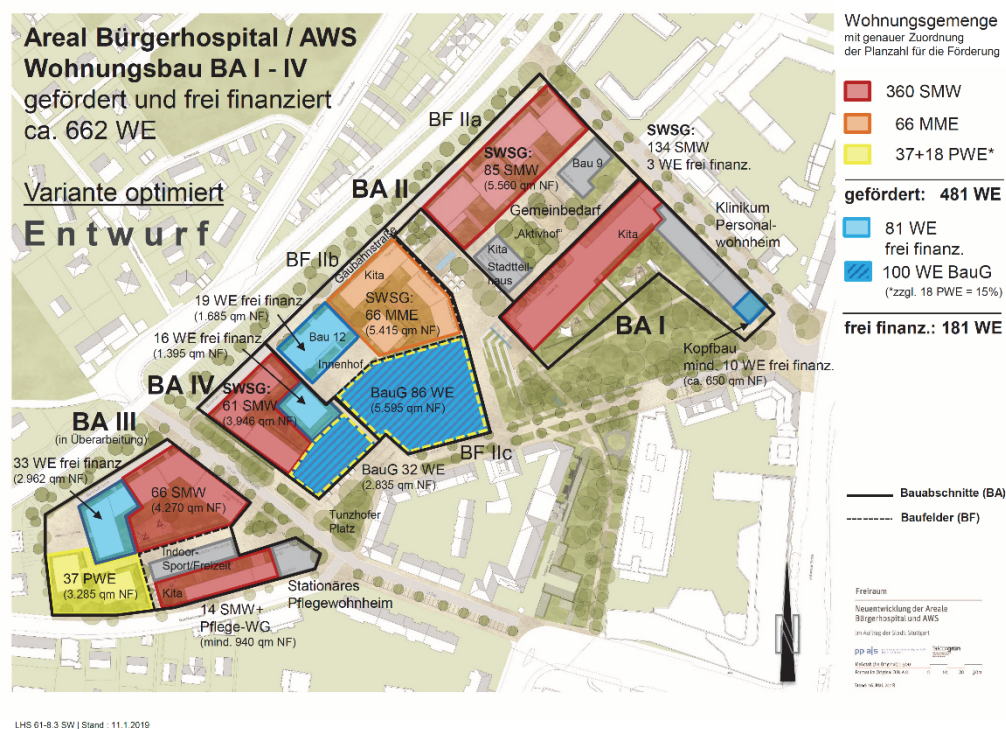 Areal Bürgerhospital / AWS
Wohnungsbau BA I - IV
gefördert und frei finanziert
ca. 662 WE
Variante optimiert
Entwurf
BF IIa
SWSG:
134 SMW
3 WE frei finanz.
SWSG:
85 SMW
(5.560 qm NF)
Bau 9
BA II
Gemeinbedarf
Klinikum
Personal-
wohnheim
„Aktivhof“
Kita
Kita
Stadtteil-
haus
Gaubahnstraße
BF IIb
Kita
SWSG:
66 MME
(5.415 qm NF)
19 WE frei finanz.
(1.685 qm NF)
Bau 12
16 WE frei finanz.
(1.395 qm NF)
Innenhof
BA I
Kopfbau
mind. 10 WE frei finanz.
(ca. 650 qm NF)
BA IV
SWSG:
61 SMW
(3.946 qm NF)
BauG 86 WE
(5.595 qm NF)
BA III
(in Überarbeitung)
BF IIc
33 WE frei finanz.
(2.962 qm NF)
BauG 32 WE
(2.835 qm NF)
66 SMW
(4.270 qm NF)
Tunzhofer
Platz
Indoor-
Sport/Freizeit
37 PWE
(3.285 qm NF)
Kita
Stationäres
Pflegewohnheim
14 SMW+
Pflege-WG
(mind. 940 qm NF)
Wohnungsgemenge
mit genauer Zuordnung
der Planzahl für die Förderung
360 SMW
66 MME
37+18 PWE*
gefördert: 481 WE
81 WE
frei finanz.
100 WE BauG
(*zzgl. 18 PWE = 15%)
frei finanz.: 181 WE
Bauabschnitte (BA)
Baufelder (BF)
Freiraum
Neuentwicklung der Areale
Bürgerhospital und AWS
Im Auftrag der Stadt Stuttgart
LHS 61-8.3 SW | Stand : 11.1.2019